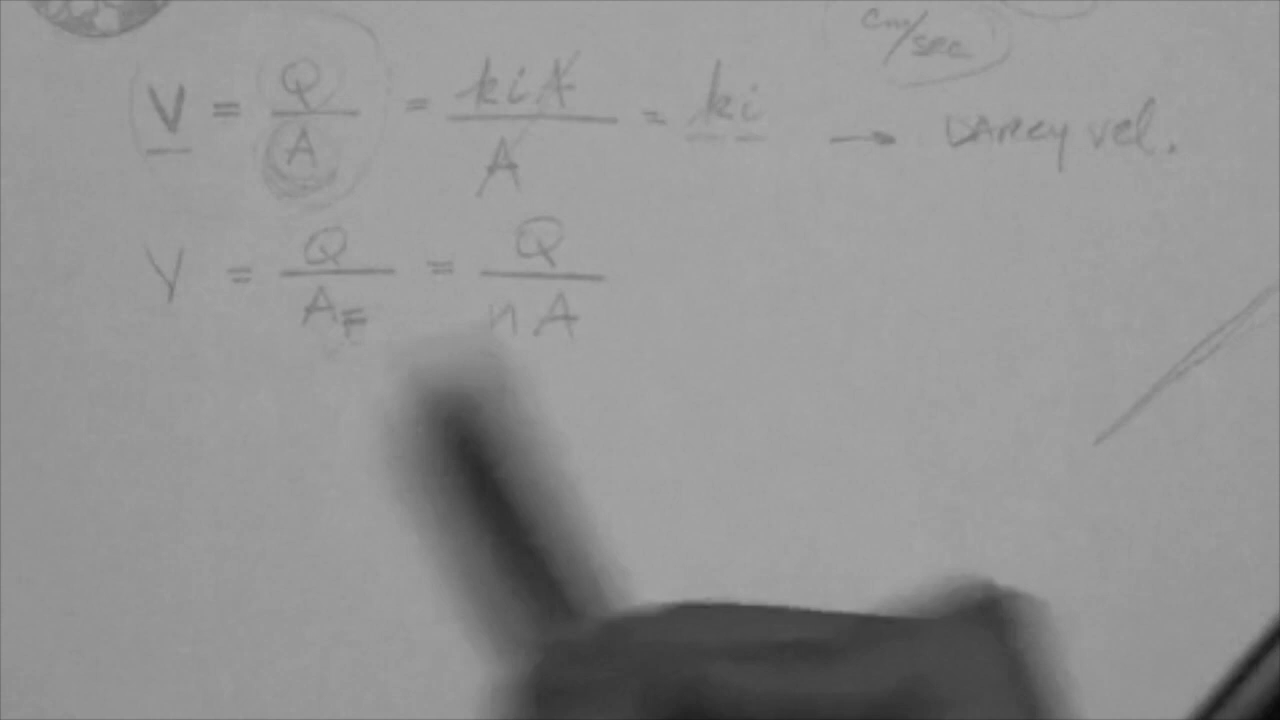 cm/sec
V = Q/A = kiA/A = ki → DARCY vel.
V = Q/A_F = Q/nA